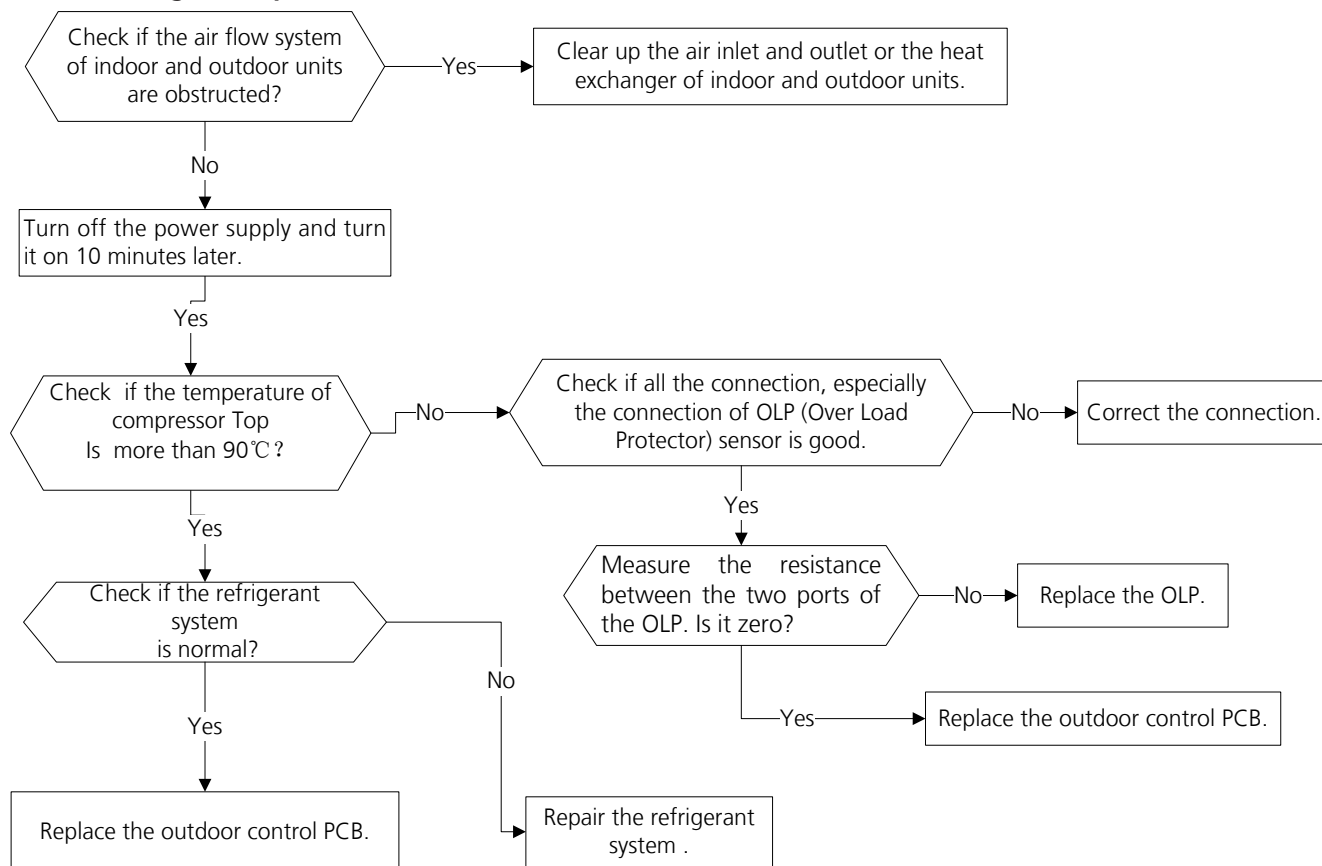 Check if the air flow system
of indoor and outdoor units
are obstructed?
Yes
Clear up the air inlet and outlet or the heat
exchanger of indoor and outdoor units.
No
Turn off the power supply and turn
it on 10 minutes later.
Yes
Check if the temperature of
compressor Top
Is more than 90℃?
No
Check if all the connection, especially
the connection of OLP (Over Load
Protector) sensor is good.
No
Correct the connection.
Yes
Yes
Measure the resistance
between the two ports of
the OLP. Is it zero?
No
Replace the OLP.
Check if the refrigerant
system
is normal?
No
Yes
Yes
Replace the outdoor control PCB.
Replace the outdoor control PCB.
Repair the refrigerant
system .